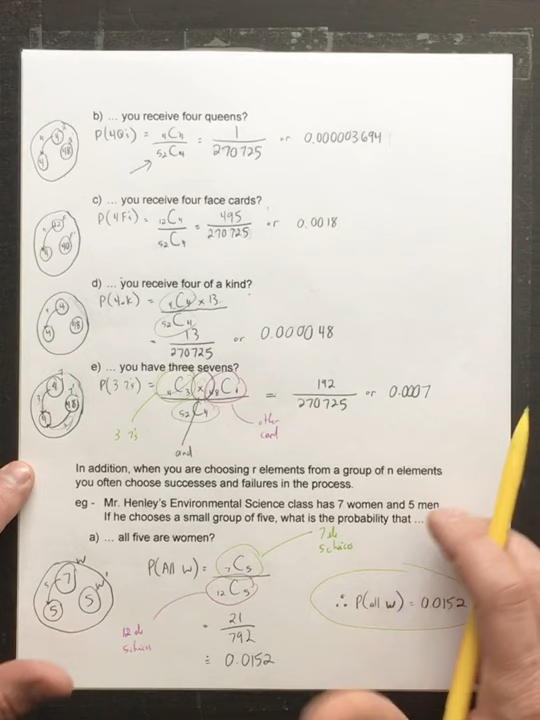 b) ... you receive four queens?
P(4Q's) = ₄C₄ / ₅₂C₄ = 1 / 270725 or 0.000003694
c) ... you receive four face cards?
P(4F's) = ₁₂C₄ / ₅₂C₄ = 495 / 270725 or 0.0018
d) ... you receive four of a kind?
P(4.k) = ₄C₄ × 13 / ₅₂C₄
= 13 / 270725 or 0.000048
e) ... you have three sevens?
P(3 7's) = ₄C₃ × ₄₈C₁ / ₅₂C₄ = 192 / 270725 or 0.0007
3 7's
and
other card
In addition, when you are choosing r elements from a group of n elements
you often choose successes and failures in the process.
eg - Mr. Henley's Environmental Science class has 7 women and 5 men
If he chooses a small group of five, what is the probability that ...
a) ... all five are women?
P(All W) = ₇C₅ / ₁₂C₅
= 21 / 792
≐ 0.0152
∴ P(all w) = 0.0152